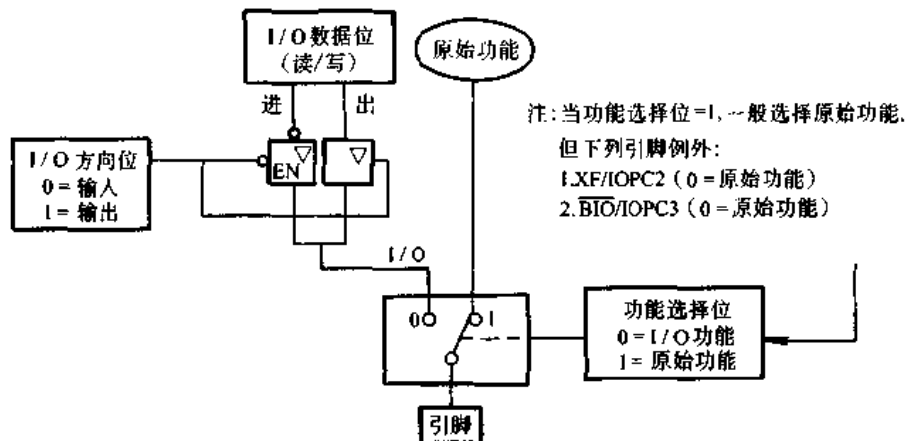 I/O数据位
(读/写)
原始功能
进
出
注:当功能选择位=1,一般选择原始功能.
但下列引脚例外:
1.XF/IOPC2(0=原始功能)
2.B̅I̅O̅/IOPC3(0=原始功能)
I/O方向位
0=输入
1=输出
EN
I/O
0
1
功能选择位
0=I/O功能
1=原始功能
引脚